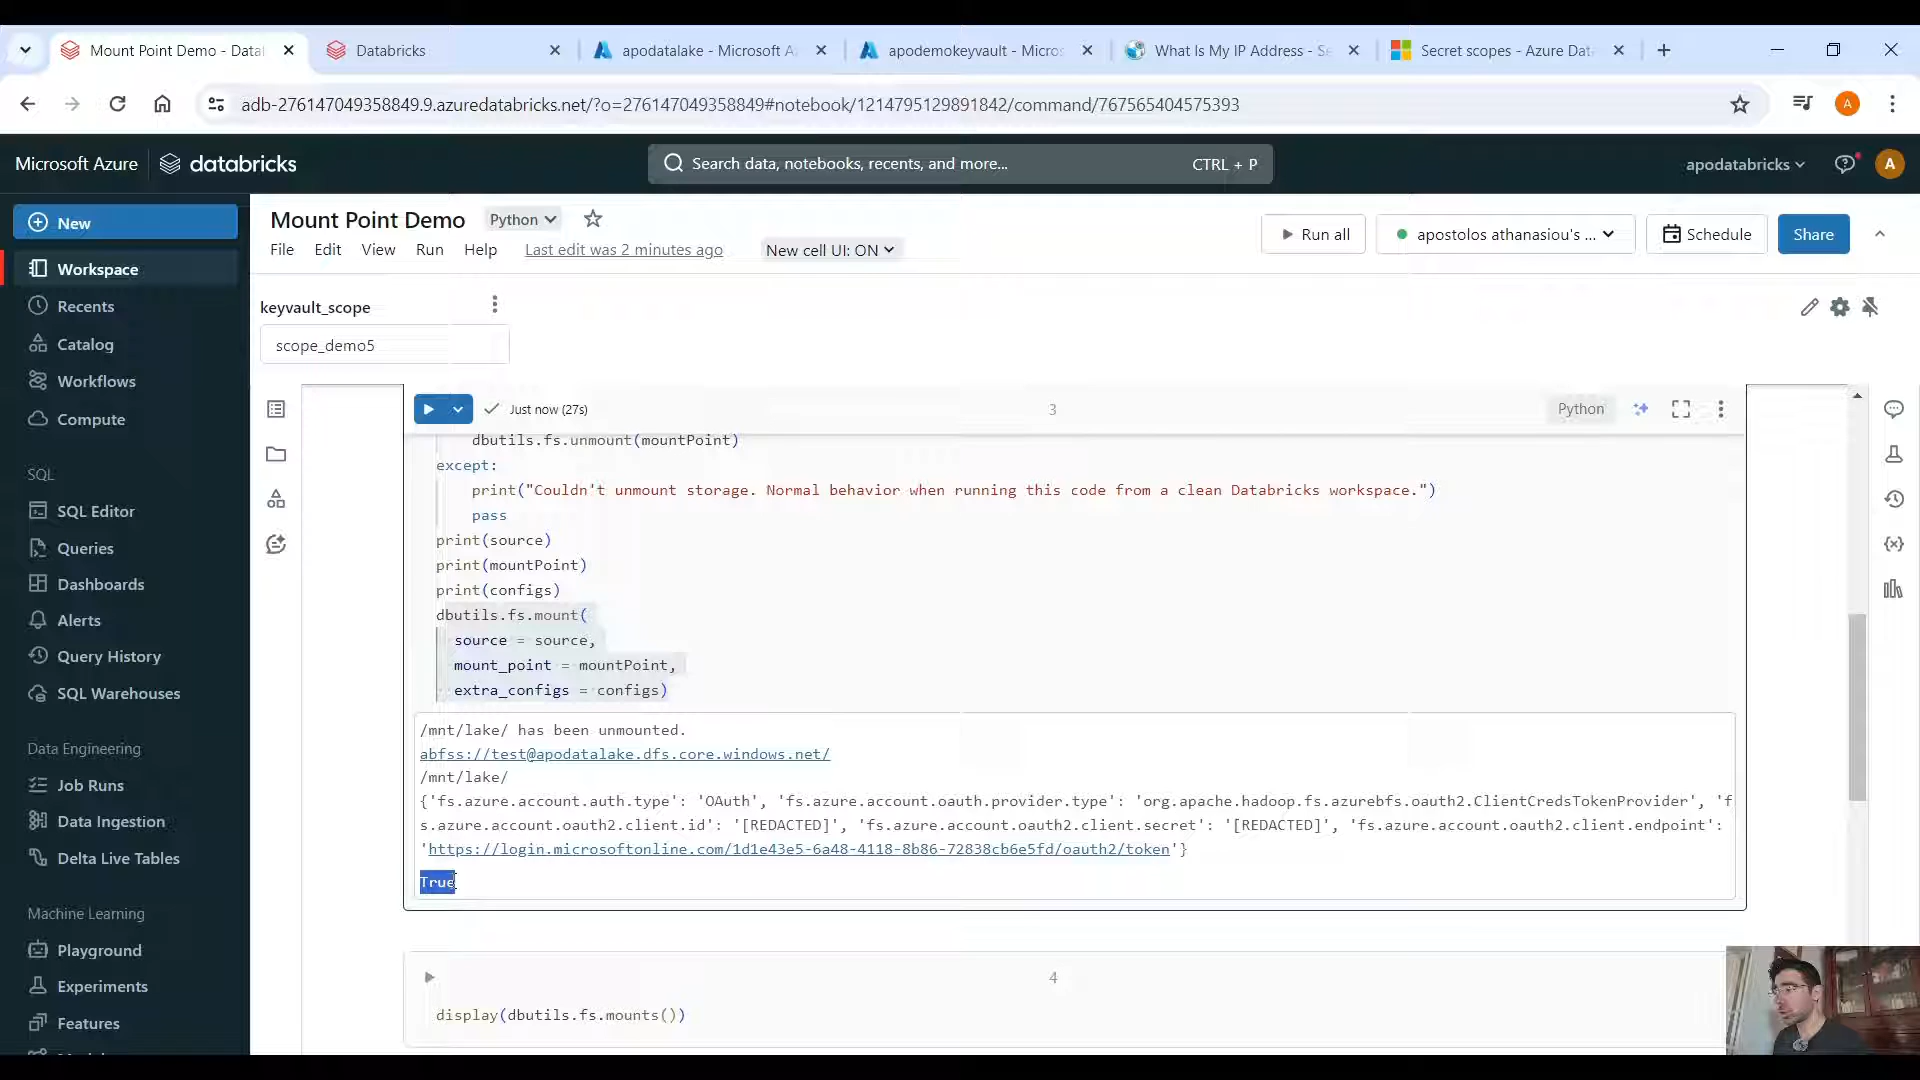 Mount Point Demo - Data
Databricks
apodatalake - Microsoft A
apodemokeyvault - Micros
What Is My IP Address - Se
Secret scopes - Azure Dat
adb-276147049358849.9.azuredatabricks.net/?o=276147049358849#notebook/1214795129891842/command/767565404575393
A
Microsoft Azure
databricks
Search data, notebooks, recents, and more...
CTRL + P
apodatabricks
A
New
Workspace
Recents
Catalog
Workflows
Compute
SQL
SQL Editor
Queries
Dashboards
Alerts
Query History
SQL Warehouses
Data Engineering
Job Runs
Data Ingestion
Delta Live Tables
Machine Learning
Playground
Experiments
Features
Mount Point Demo
Python
File
Edit
View
Run
Help
Last edit was 2 minutes ago
New cell UI: ON
Run all
apostolos athanasiou's ...
Schedule
Share
keyvault_scope
scope_demo5
Just now (27s)
3
Python
dbutils.fs.unmount(mountPoint)
except:
print("Couldn't unmount storage. Normal behavior when running this code from a clean Databricks workspace.")
pass
print(source)
print(mountPoint)
print(configs)
dbutils.fs.mount(
source = source,
mount_point = mountPoint,
extra_configs = configs)
/mnt/lake/ has been unmounted.
abfss://test@apodatalake.dfs.core.windows.net/
/mnt/lake/
{'fs.azure.account.auth.type': 'OAuth', 'fs.azure.account.oauth.provider.type': 'org.apache.hadoop.fs.azurebfs.oauth2.ClientCredsTokenProvider', 'f
s.azure.account.oauth2.client.id': '[REDACTED]', 'fs.azure.account.oauth2.client.secret': '[REDACTED]', 'fs.azure.account.oauth2.client.endpoint':
'https://login.microsoftonline.com/1d1e43e5-6a48-4118-8b86-72838cb6e5fd/oauth2/token'}
True
4
display(dbutils.fs.mounts())